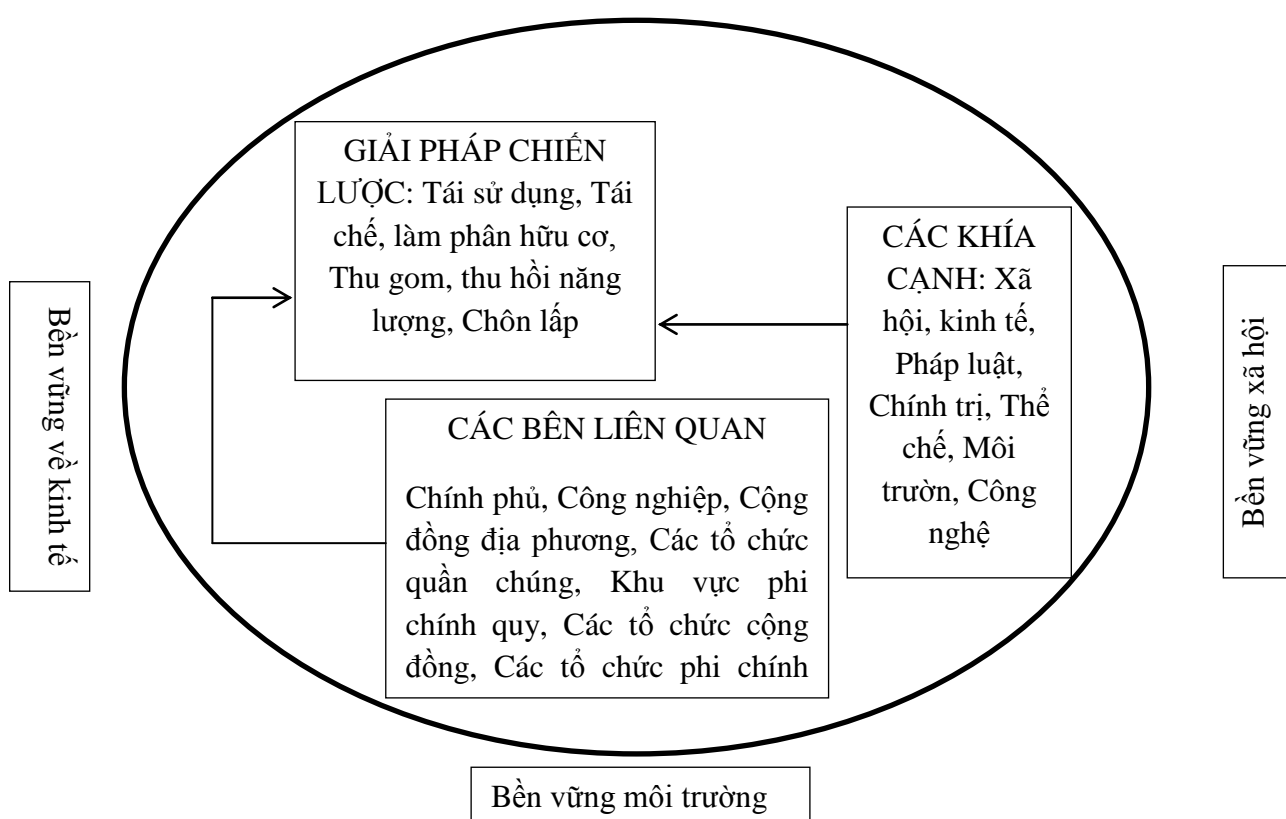 GIẢI PHÁP CHIẾN
LƯỢC: Tái sử dụng, Tái
chế, làm phân hữu cơ,
Thu gom, thu hồi năng
lượng, Chôn lấp
CÁC KHÍA
CẠNH: Xã
hội, kinh tế,
Pháp luật,
Chính trị, Thể
chế, Môi
trườn, Công
nghệ
Bền vững về kinh tế
Bền vững xã hội
CÁC BÊN LIÊN QUAN
Chính phủ, Công nghiệp, Cộng
đồng địa phương, Các tổ chức
quần chúng, Khu vực phi
chính quy, Các tổ chức cộng
đồng, Các tổ chức phi chính
Bền vững môi trường